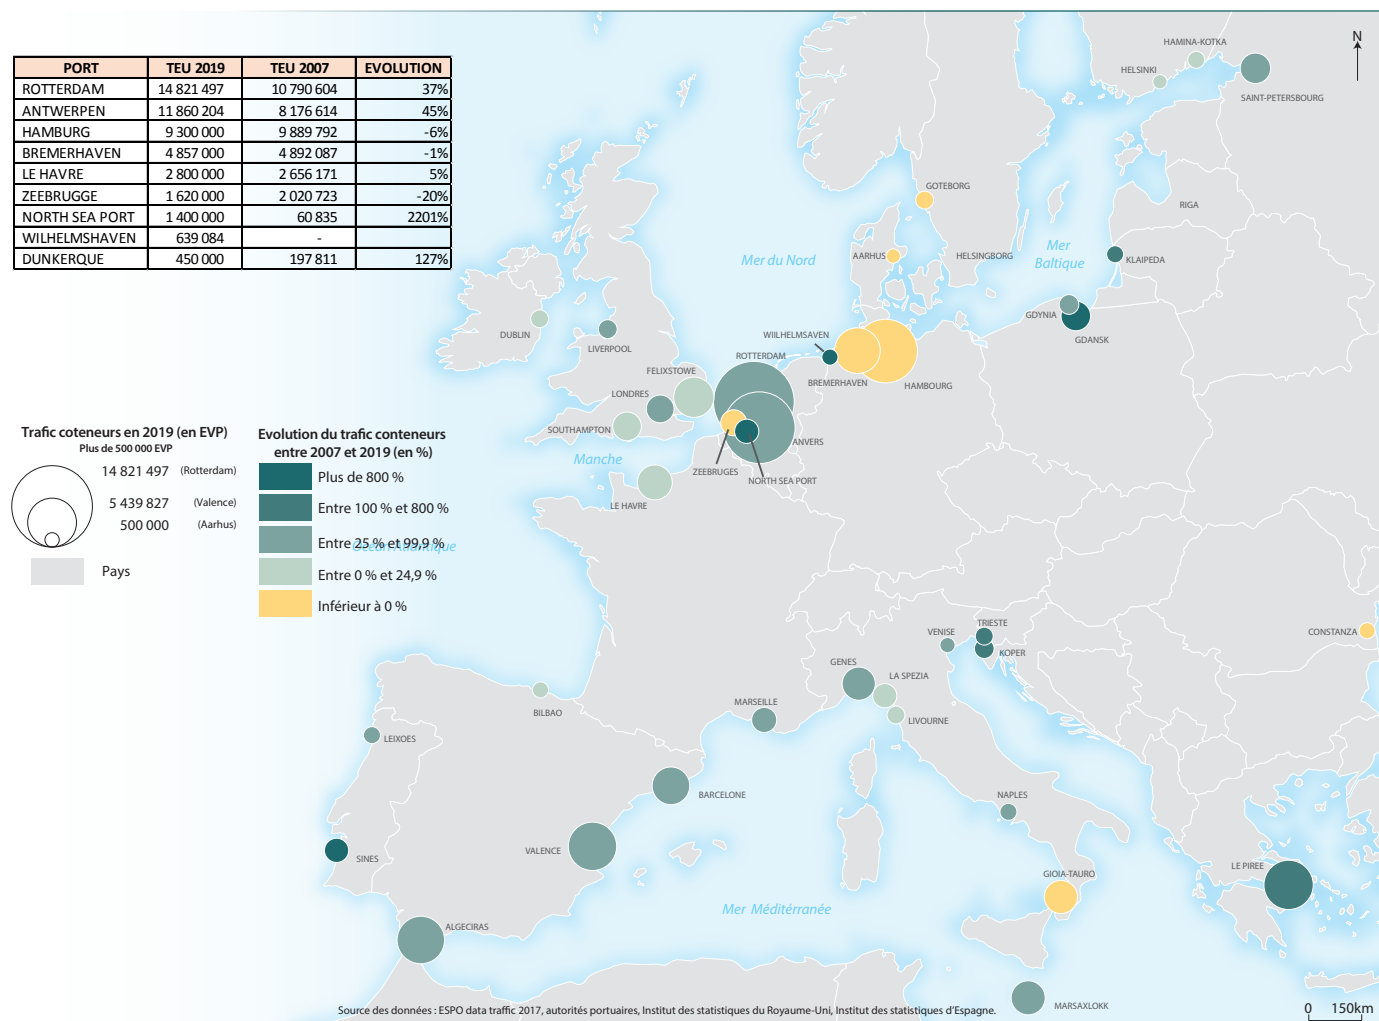 PORT TEU 2019 TEU 2007 EVOLUTION
ROTTERDAM 14 821 497 10 790 604 37%
ANTWERPEN 11 860 204 8 176 614 45%
HAMBURG 9 300 000 9 889 792 -6%
BREMERHAVEN 4 857 000 4 892 087 -1%
LE HAVRE 2 800 000 2 656 171 5%
ZEEBRUGGE 1 620 000 2 020 723 -20%
NORTH SEA PORT 1 400 000 60 835 2201%
WILHELMSHAVEN 639 084 -
DUNKERQUE 450 000 197 811 127%
N
HAMINA-KOTKA
HELSINKI
SAINT-PETERSBOURG
GOTEBORG
RIGA
Mer du Nord
AARHUS
HELSINGBORG
Mer
Baltique
KLAIPEDA
DUBLIN
LIVERPOOL
GDYNIA
GDANSK
WIILHELMSAVEN
ROTTERDAM
FELIXSTOWE
BREMERHAVEN
HAMBOURG
LONDRES
SOUTHAMPTON
ANVERS
Manche
ZEEBRUGES
NORTH SEA PORT
LE HAVRE
Trafic coteneurs en 2019 (en EVP)
Plus de 500 000 EVP
14 821 497 (Rotterdam)
5 439 827 (Valence)
500 000 (Aarhus)
Pays
Evolution du trafic conteneurs
entre 2007 et 2019 (en %)
Plus de 800 %
Entre 100 % et 800 %
Entre 25 % et 99,9 %
Océan Atlantique
Entre 0 % et 24,9 %
Inférieur à 0 %
VENISE
TRIESTE
KOPER
CONSTANZA
GENES
LA SPEZIA
LIVOURNE
MARSEILLE
BILBAO
LEIXOES
BARCELONE
NAPLES
VALENCE
SINES
GIOIA-TAURO
LE PIREE
Mer Méditérranée
ALGECIRAS
MARSAXLOKK
Source des données : ESPO data traffic 2017, autorités portuaires, Institut des statistiques du Royaume-Uni, Institut des statistiques d'Espagne.
0 150km